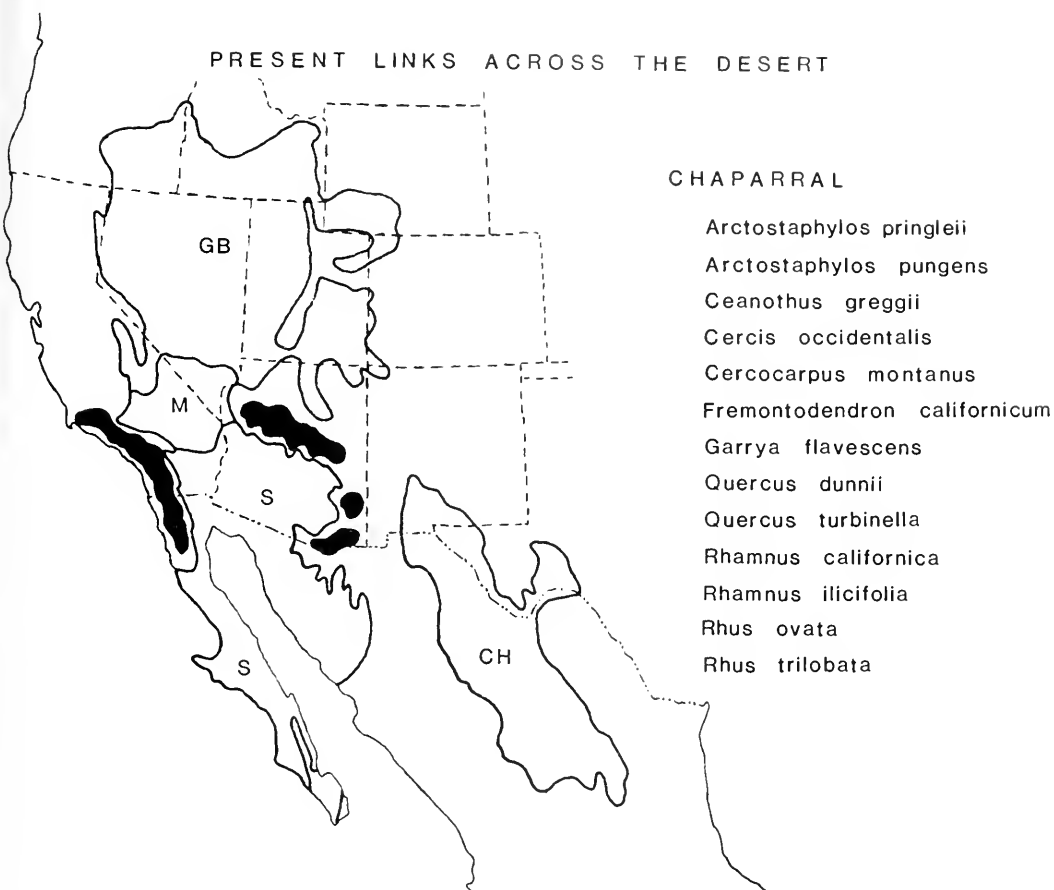 PRESENT LINKS ACROSS THE DESERT
CHAPARRAL
Arctostaphylos pringleii
Arctostaphylos pungens
Ceanothus greggii
Cercis occidentalis
Cercocarpus montanus
Fremontodendron californicum
Garrya flavescens
Quercus dunnii
Quercus turbinella
Rhamnus californica
Rhamnus ilicifolia
Rhus ovata
Rhus trilobata
GB
M
S
S
CH